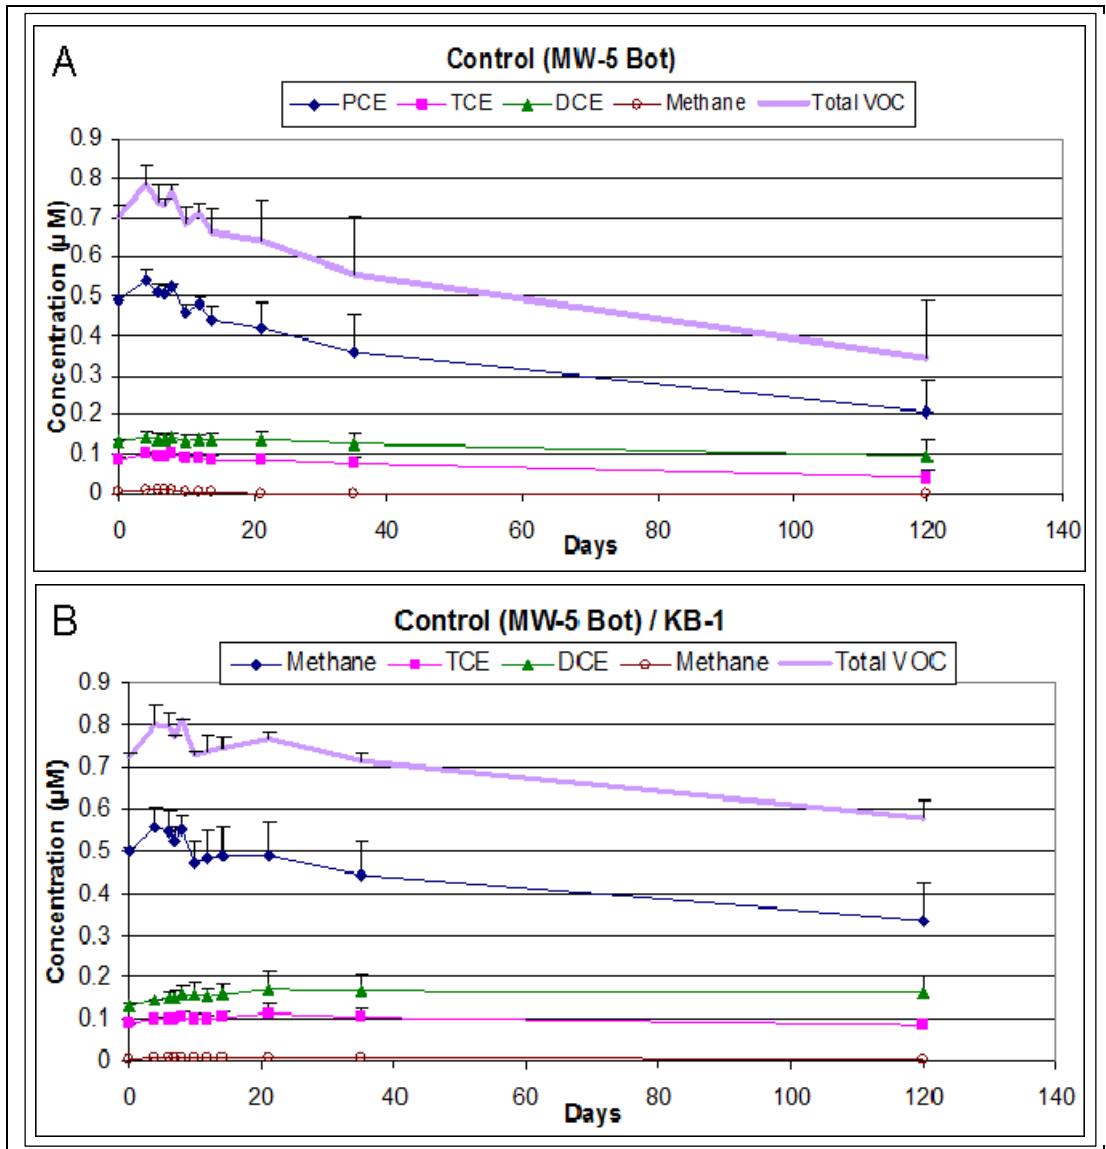 A
Control (MW-5 Bot)
PCE TCE DCE Methane Total VOC
0.9
0.8
0.7
0.6
0.5
0.4
0.3
0.2
0.1
0
Concentration (µM)
0 20 40 60 80 100 120 140
Days
B
Control (MW-5 Bot) / KB-1
Methane TCE DCE Methane Total VOC
0.9
0.8
0.7
0.6
0.5
0.4
0.3
0.2
0.1
0
Concentration (µM)
0 20 40 60 80 100 120 140
Days